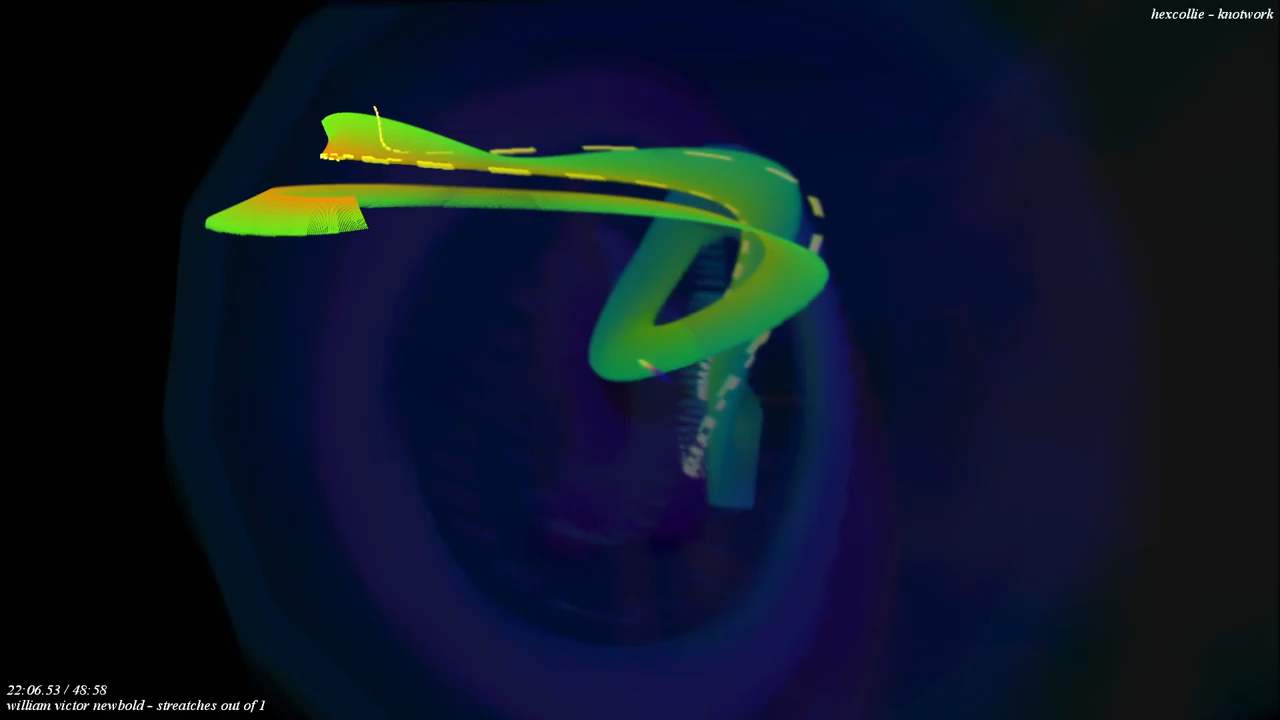 hexcollie - knotwork
22:06.53 / 48:58
william victor newbold - streatches out of 1